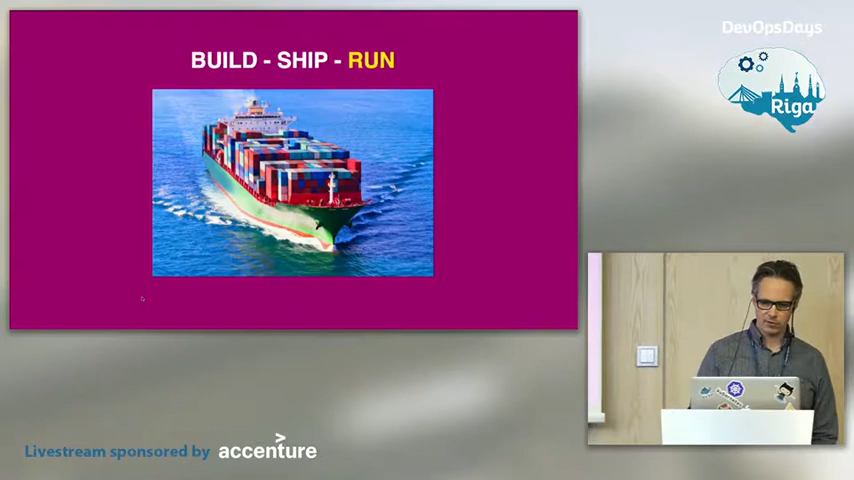 BUILD - SHIP - RUN
DevOpsDays
Riga
Livestream sponsored by accenture